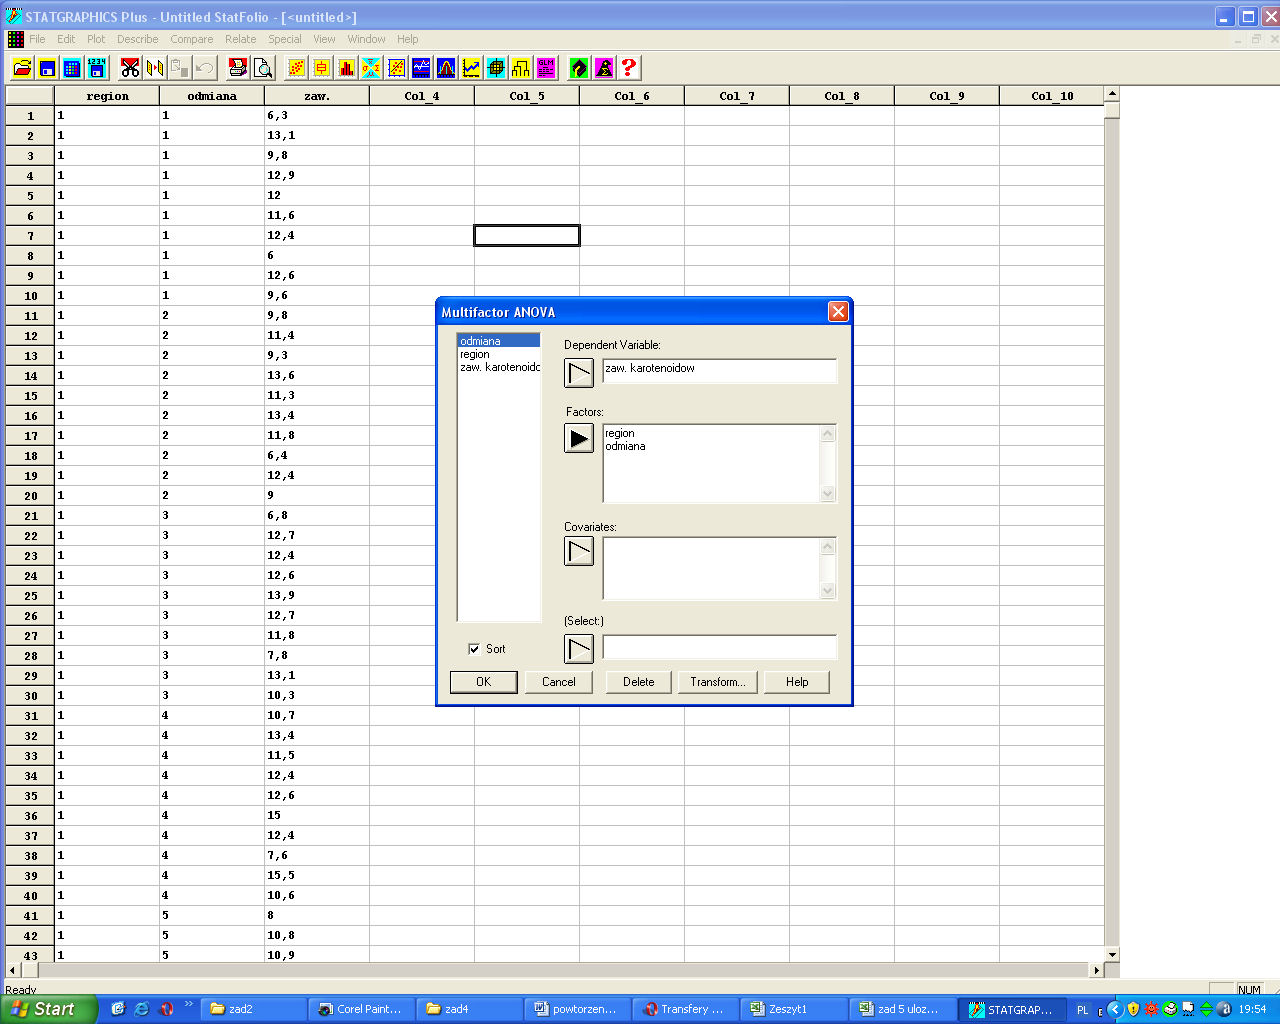 STATGRAPHICS Plus - Untitled StatFolio - [<untitled>]
File Edit Plot Describe Compare Relate Special View Window Help
region odmiana zaw. Col_4 Col_5 Col_6 Col_7 Col_8 Col_9 Col_10
1 1 1 6,3
2 1 1 13,1
3 1 1 9,8
4 1 1 12,9
5 1 1 12
6 1 1 11,6
7 1 1 12,4
8 1 1 6
9 1 1 12,6
10 1 1 9,6
11 1 2 9,8
12 1 2 11,4
13 1 2 9,3
14 1 2 13,6
15 1 2 11,3
16 1 2 13,4
17 1 2 11,8
18 1 2 6,4
19 1 2 12,4
20 1 2 9
21 1 3 6,8
22 1 3 12,7
23 1 3 12,4
24 1 3 12,6
25 1 3 13,9
26 1 3 12,7
27 1 3 11,8
28 1 3 7,8
29 1 3 13,1
30 1 3 10,3
31 1 4 10,7
32 1 4 13,4
33 1 4 11,5
34 1 4 12,4
35 1 4 12,6
36 1 4 15
37 1 4 12,4
38 1 4 7,6
39 1 4 15,5
40 1 4 10,6
41 1 5 8
42 1 5 10,8
43 1 5 10,9
Multifactor ANOVA
odmiana
region
zaw. karotenoidc
Sort
Dependent Variable:
zaw. karotenoidow
Factors:
region
odmiana
Covariates:
(Select:)
OK Cancel Delete Transform... Help
Ready NUM
Start zad2 Corel Paint... zad4 powtorzen... Transfery ... Zeszyt1 zad 5 uloz... STATGRAP... PL 19:54